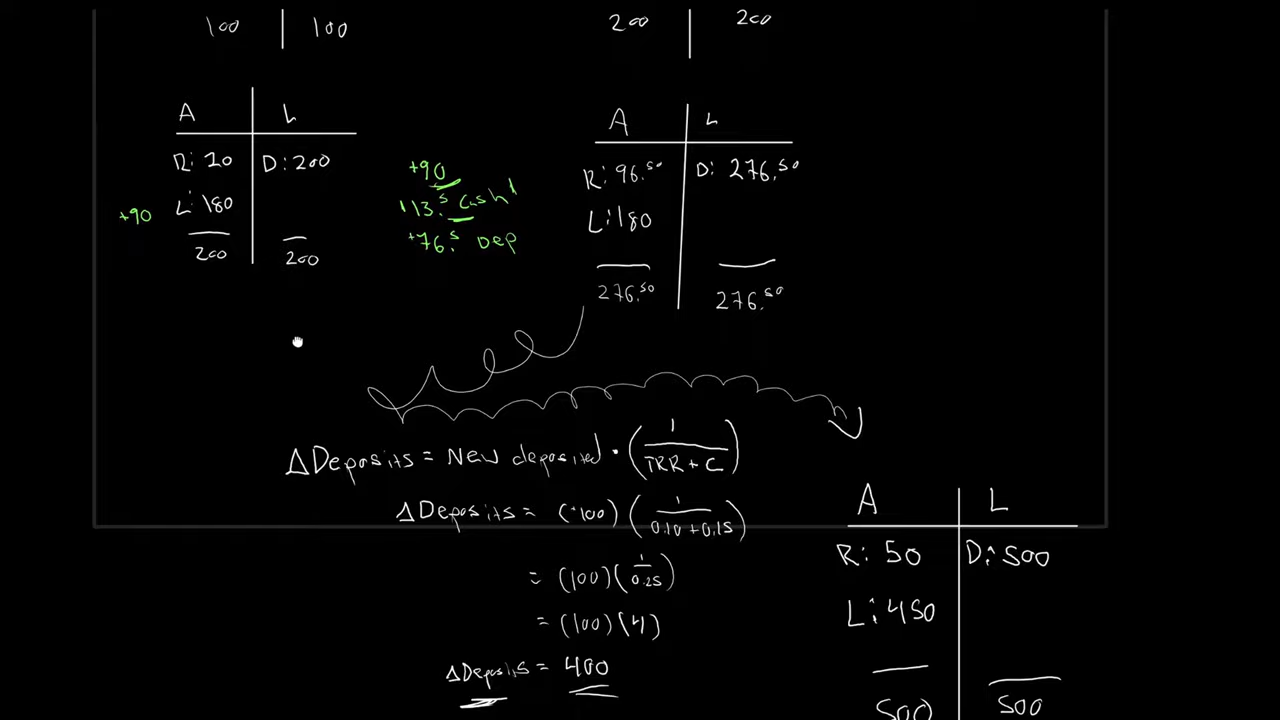 100 | 100
200 | 200
A | L
R: 20 | D: 200
L: 180
200 | 200
+90
+90
13.5 Cash
+76.5 Dep
A | L
R: 96.50 | D: 276.50
L: 180
276.50 | 276.50
ΔDeposits = New deposited · (1/(TRR + C))
ΔDeposits = (+100) (1/(0.10+0.15))
= (100)(1/0.25)
= (100)(4)
ΔDeposits = 400
A | L
R: 50 | D: 500
L: 450
500 | 500